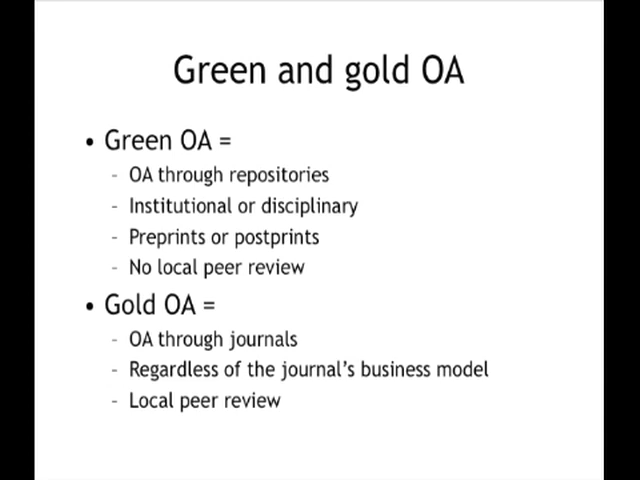 Green and gold OA
• Green OA =
- OA through repositories
- Institutional or disciplinary
- Preprints or postprints
- No local peer review
• Gold OA =
- OA through journals
- Regardless of the journal's business model
- Local peer review